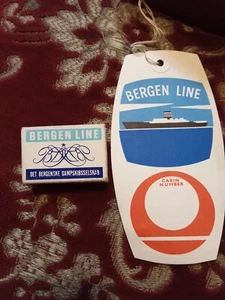 BERGEN LINE
DET BERGENSKE DAMPSKIBSSELSKAB
BERGEN LINE
CABIN
NUMBER